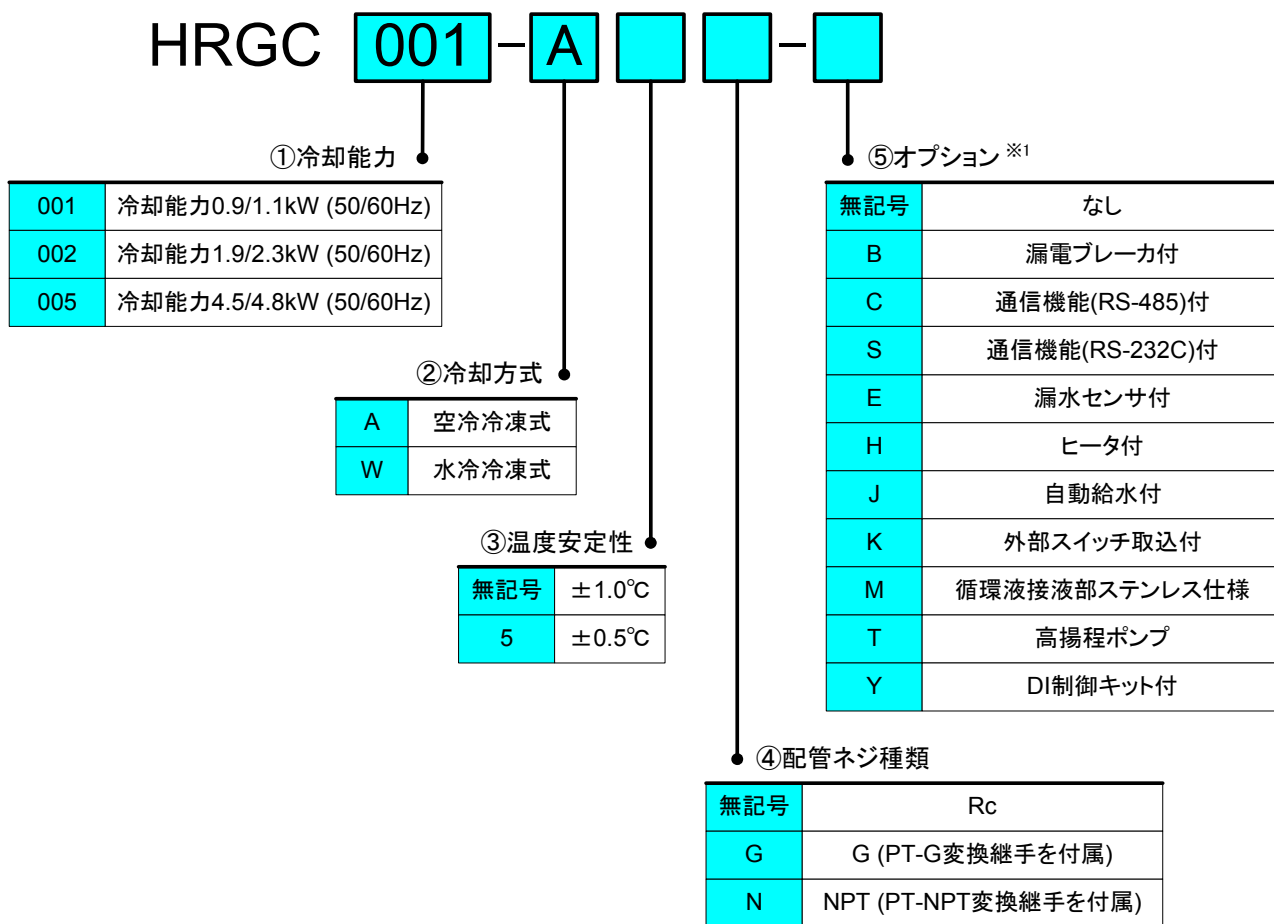 HRGC 001-A -
①冷却能力
001 冷却能力0.9/1.1kW (50/60Hz)
002 冷却能力1.9/2.3kW (50/60Hz)
005 冷却能力4.5/4.8kW (50/60Hz)
②冷却方式
A 空冷冷凍式
W 水冷冷凍式
③温度安定性
無記号 ±1.0℃
5 ±0.5℃
④配管ネジ種類
無記号 Rc
G G (PT-G変換継手を付属)
N NPT (PT-NPT変換継手を付属)
⑤オプション ※1
無記号 なし
B 漏電ブレーカ付
C 通信機能(RS-485)付
S 通信機能(RS-232C)付
E 漏水センサ付
H ヒータ付
J 自動給水付
K 外部スイッチ取込付
M 循環液接液部ステンレス仕様
T 高揚程ポンプ
Y DI制御キット付